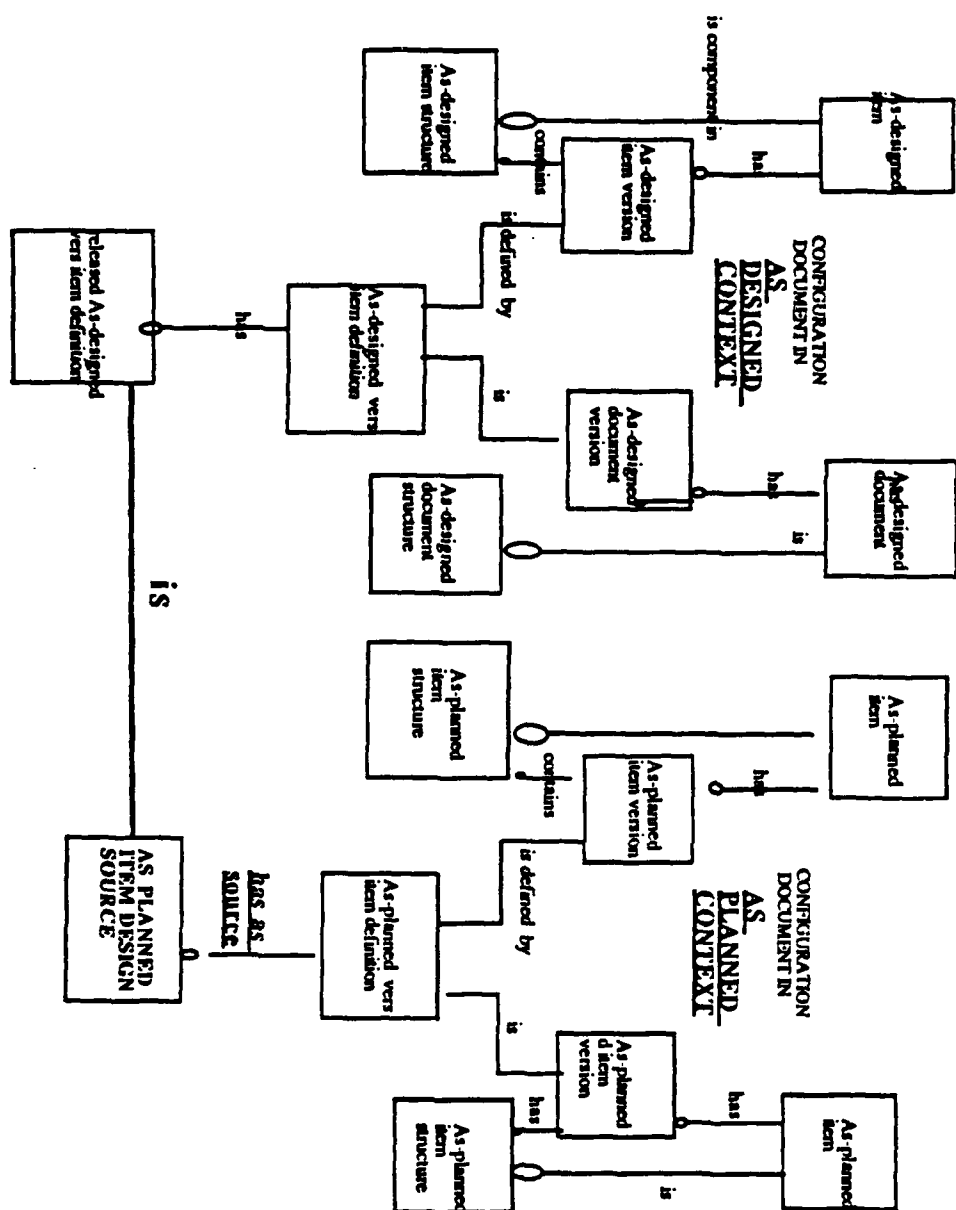 CONFIGURATION
DOCUMENT IN
AS
DESIGNED
CONTEXT
As-designed
item
is component in
has
As-designed
item version
contains
As-designed
item structure
is defined by
As-designed vers
item definition
has
released As-designed
vers item definition
As-designed
document
has
is
As-designed
document
version
is
As-designed
document
structure
is
CONFIGURATION
DOCUMENT IN
AS
PLANNED
CONTEXT
As-planned
item
has
As-planned
item version
contains
As-planned
item
structure
is defined by
As-planned vers
item definition
has as
source
AS PLANNED
ITEM DESIGN
SOURCE
As-planned
item
has
is
As-planned
d item
version
has
is
As-planned
item
structure